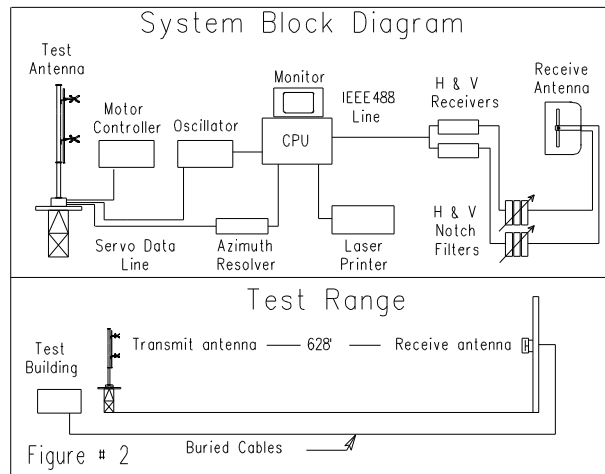 System Block Diagram
Test
Antenna
Motor
Controller
Oscillator
Monitor
CPU
IEEE488
Line
H & V
Receivers
Receive
Antenna
Servo Data
Line
Azimuth
Resolver
Laser
Printer
H & V
Notch
Filters
Test Range
Test
Building
Transmit antenna
628'
Receive antenna
Buried Cables
Figure # 2